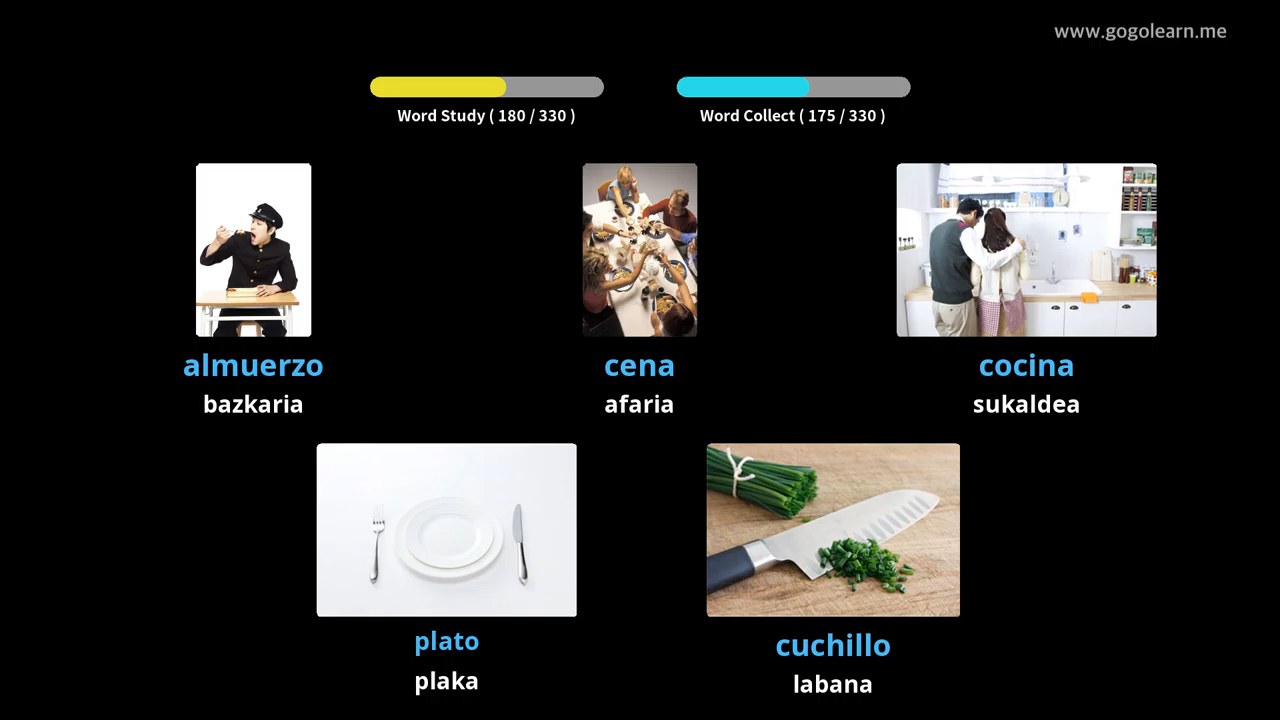 www.gogolearn.me
Word Study ( 180 / 330 )
Word Collect ( 175 / 330 )
almuerzo
bazkaria
cena
afaria
cocina
sukaldea
plato
plaka
cuchillo
labana